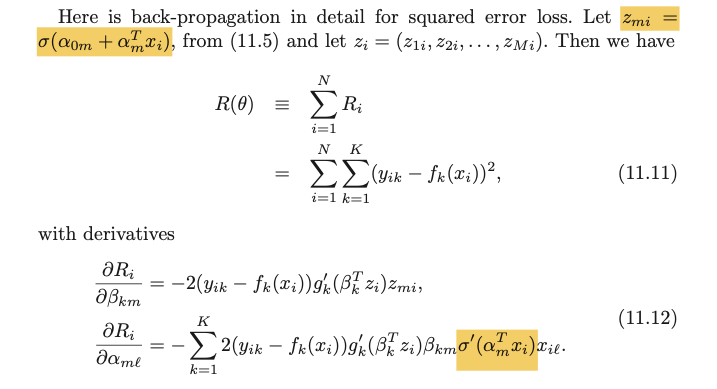 Here is back-propagation in detail for squared error loss. Let $z_{mi} =$
$\sigma(\alpha_{0m} + \alpha_m^T x_i)$, from (11.5) and let $z_i = (z_{1i}, z_{2i}, \ldots, z_{Mi})$. Then we have
$R(\theta) \equiv \sum_{i=1}^{N} R_i$
$= \sum_{i=1}^{N} \sum_{k=1}^{K} (y_{ik} - f_k(x_i))^2,$ (11.11)
with derivatives
$\frac{\partial R_i}{\partial \beta_{km}} = -2(y_{ik} - f_k(x_i))g_k'(\beta_k^T z_i)z_{mi},$
$\frac{\partial R_i}{\partial \alpha_{m\ell}} = -\sum_{k=1}^{K} 2(y_{ik} - f_k(x_i))g_k'(\beta_k^T z_i)\beta_{km}\sigma'(\alpha_m^T x_i)x_{i\ell}.$ (11.12)